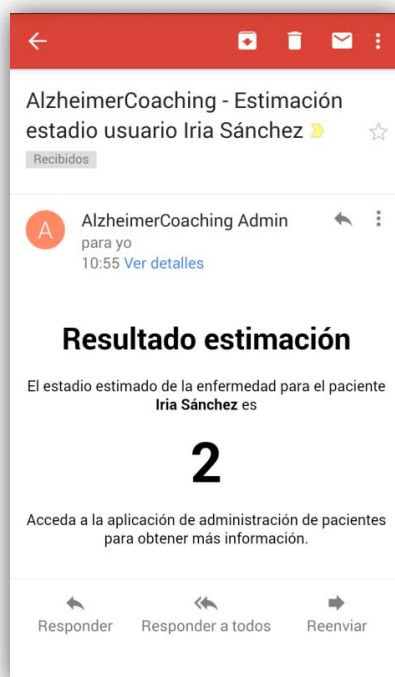 AlzheimerCoaching - Estimación
estadio usuario Iria Sánchez
Recibidos
A
AlzheimerCoaching Admin
para yo
10:55 Ver detalles
Resultado estimación
El estadio estimado de la enfermedad para el paciente
Iria Sánchez es
2
Acceda a la aplicación de administración de pacientes
para obtener más información.
Responder Responder a todos Reenviar